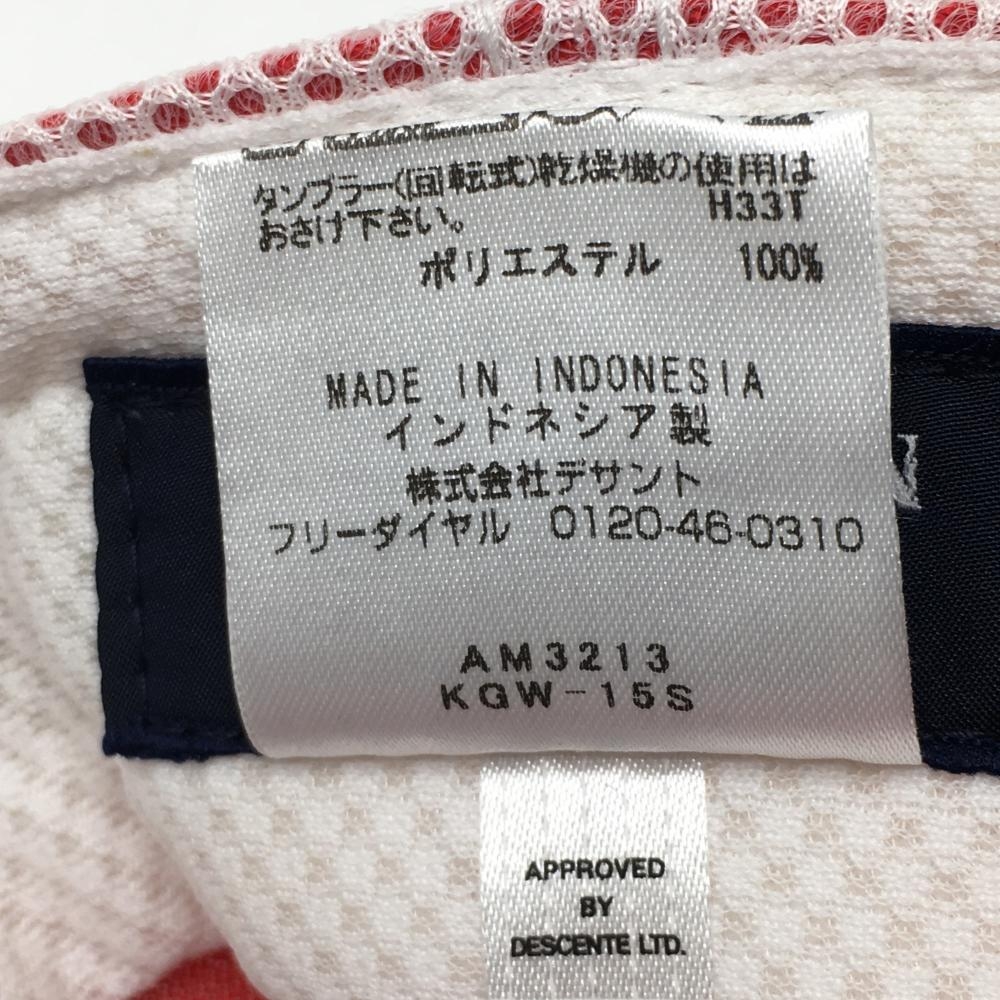 タンブラー(回転式)乾燥機の使用は
おさけ下さい。
H33T
ポリエステル 100%
MADE IN INDONESIA
インドネシア製
株式会社デサント
フリーダイヤル 0120-46-0310
AM3213
KGW-15S
APPROVED
BY
DESCENTE LTD.